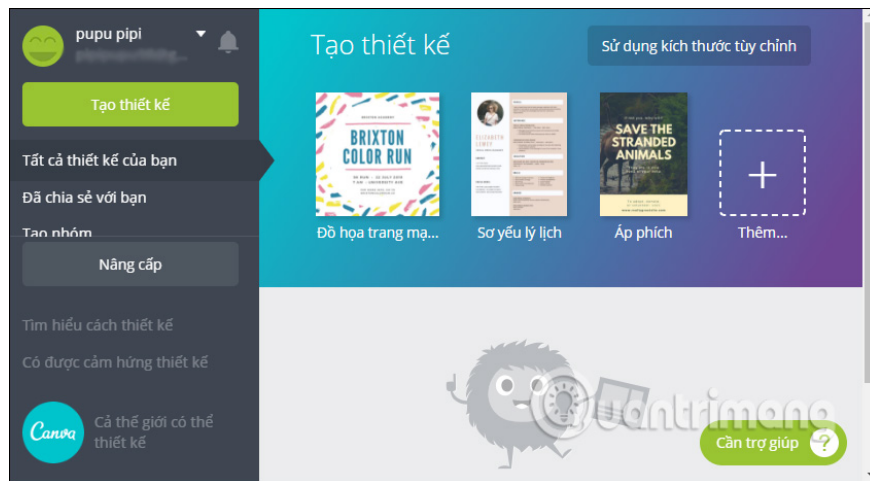 pupu pipi
Tạo thiết kế
Tất cả thiết kế của bạn
Đã chia sẻ với bạn
Tạo nhóm
Nâng cấp
Tìm hiểu cách thiết kế
Có được cảm hứng thiết kế
Canva
Cả thế giới có thể
thiết kế
Tạo thiết kế
Sử dụng kích thước tùy chỉnh
BRIXTON
COLOR RUN
Đồ họa trang mạ...
ELIZABETH
Sơ yếu lý lịch
SAVE THE
STRANDED
ANIMALS
Áp phích
Thêm...
Quantrimang
Cần trợ giúp
?